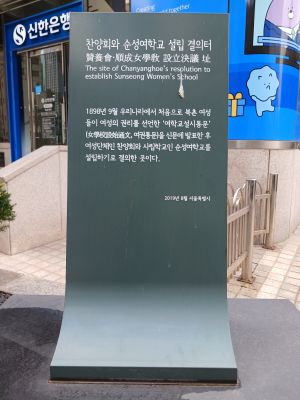 신한은행
찬양회와 순성여학교 설립 결의터
贊養會·順成女學校 設立決議 址
The site of Chanyanghoe's resolution to
establish Sunseong Women's School
1898년 9월 우리나라에서 처음으로 북촌 여성
들이 여성의 권리를 선언한 '여학교설시통문'
(女學校設始通文, 여권통문)을 신문에 발표한 후
여성단체인 찬양회와 사립학교인 순성여학교를
설립하기로 결의한 곳이다.
2019년 8월 서울특별시